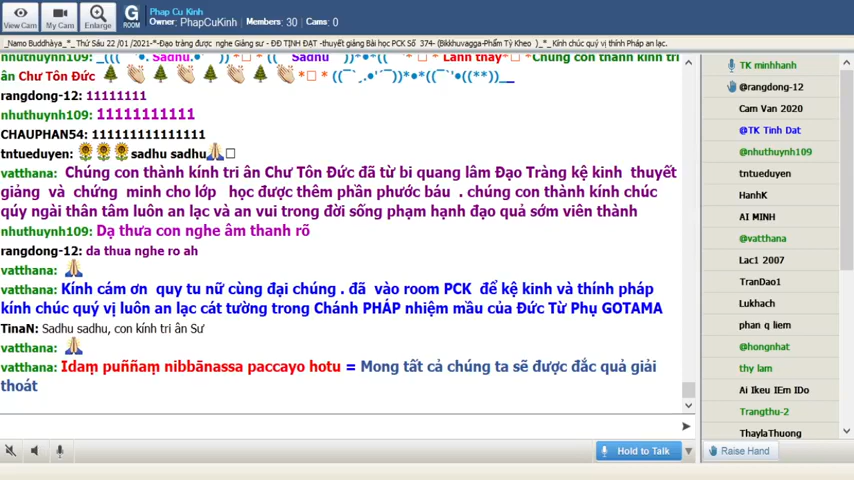 Phap Cu Kinh
Owner: PhapCuKinh | Members: 30 | Cams: 0
View Cam
My Cam
Enlarge
G
ROOM
_Namo Buddhàya_*_ Thứ Sáu 22 /01 /2021-*-Đạo tràng được nghe Giảng sư - ĐĐ TỊNH ĐẠT -thuyết giảng Bài học PCK Số 374- (Bikkhuvagga-Phẩm Tỳ Kheo )_*_ Kính chúc quý vị thính Pháp an lạc.
nhuthuynh109: Sadhu Sadhu Lành thay Chúng con thành kính tri
ân Chư Tôn Đức
rangdong-12: 11111111
nhuthuynh109: 11111111111
CHAUPHAN54: 111111111111111
tntueduyen: sadhu sadhu
vatthana: Chúng con thành kính tri ân Chư Tôn Đức đã từ bi quang lâm Đạo Tràng kệ kinh thuyết
giảng và chứng minh cho lớp học được thêm phần phước báu . chúng con thành kính chúc
qúy ngài thân tâm luôn an lạc và an vui trong đời sống phạm hạnh đạo quả sớm viên thành
nhuthuynh109: Dạ thưa con nghe âm thanh rõ
rangdong-12: da thua nghe ro ah
vatthana:
vatthana: Kính cám ơn quy tu nữ cùng đại chúng . đã vào room PCK để kệ kinh và thính pháp
kính chúc quý vị luôn an lạc cát tường trong Chánh PHÁP nhiệm mầu của Đức Từ Phụ GOTAMA
TinaN: Sadhu sadhu, con kính tri ân Sư
vatthana:
vatthana: Idaṃ puññaṃ nibbānassa paccayo hotu = Mong tất cả chúng ta sẽ được đắc quả giải
thoát
Hold to Talk
TK minhhanh
@rangdong-12
Cam Van 2020
@TK Tinh Dat
@nhuthuynh109
tntueduyen
HanhK
AI MINH
@vatthana
Lac1 2007
TranDao1
Lukhach
phan q liem
@hongnhat
thy lam
Ai Ikeu IEm IDo
Trangthu-2
ThaylaThuong
Raise Hand